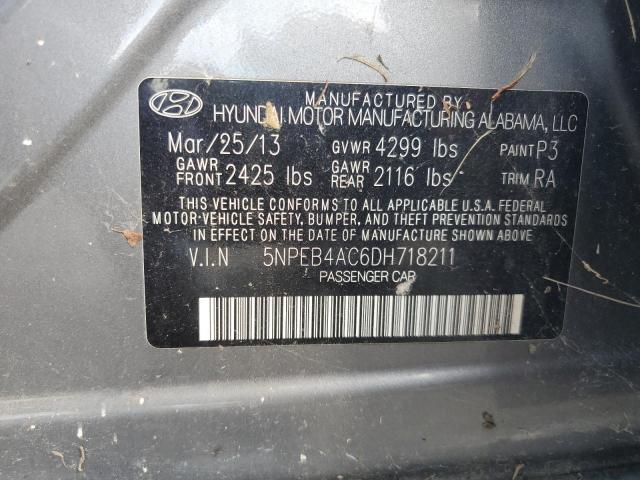 MANUFACTURED BY:
HYUNDAI MOTOR MANUFACTURING ALABAMA, LLC
Mar/25/13 GVWR 4299 lbs PAINT P3
GAWR FRONT 2425 lbs GAWR REAR 2116 lbs TRIM RA
THIS VEHICLE CONFORMS TO ALL APPLICABLE U.S.A. FEDERAL
MOTOR-VEHICLE SAFETY, BUMPER, AND THEFT PREVENTION STANDARDS
IN EFFECT ON THE DATE OF MANUFACTURE SHOWN ABOVE
V.I.N 5NPEB4AC6DH718211
PASSENGER CAR